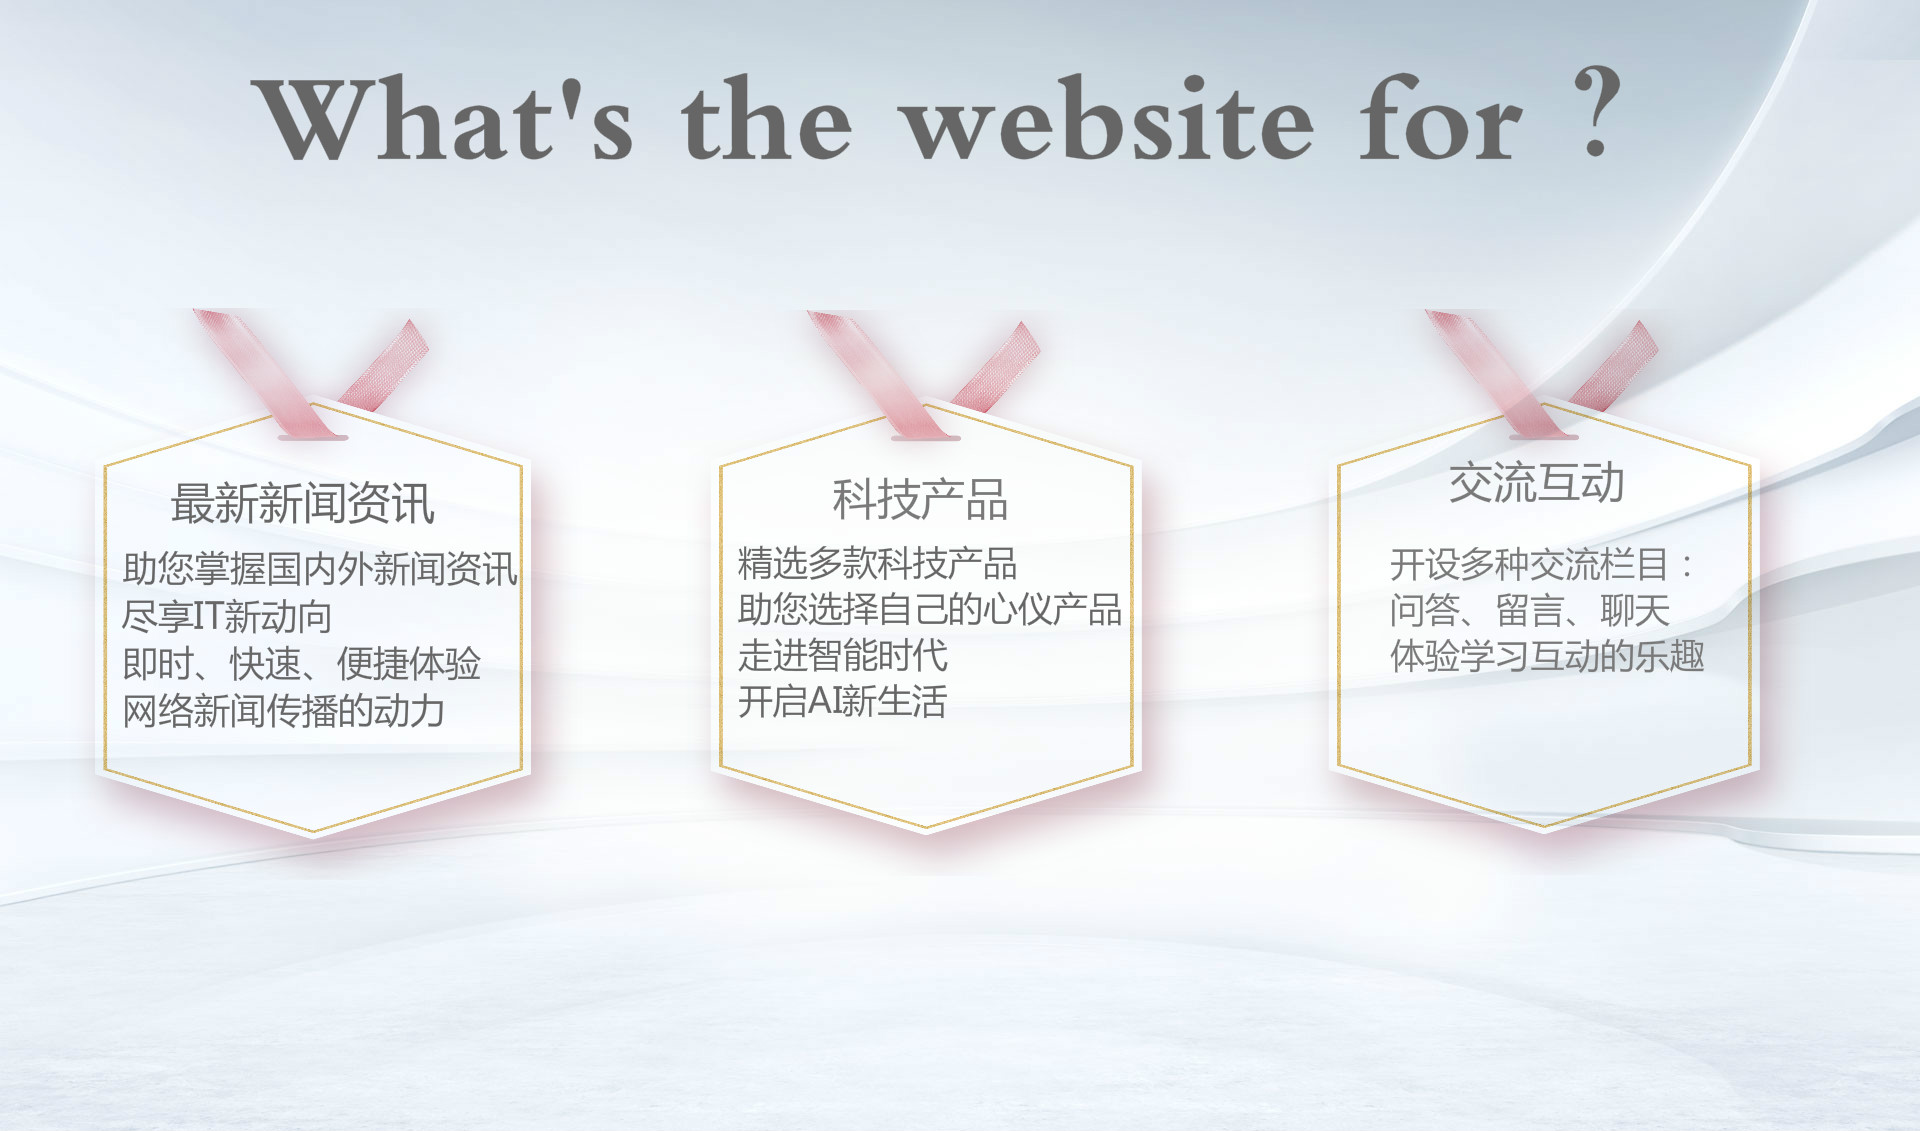 What's the website for ?
最新新闻资讯
助您掌握国内外新闻资讯
尽享IT新动向
即时、快速、便捷体验
网络新闻传播的动力
科技产品
精选多款科技产品
助您选择自己的心仪产品
走进智能时代
开启AI新生活
交流互动
开设多种交流栏目：
问答、留言、聊天
体验学习互动的乐趣